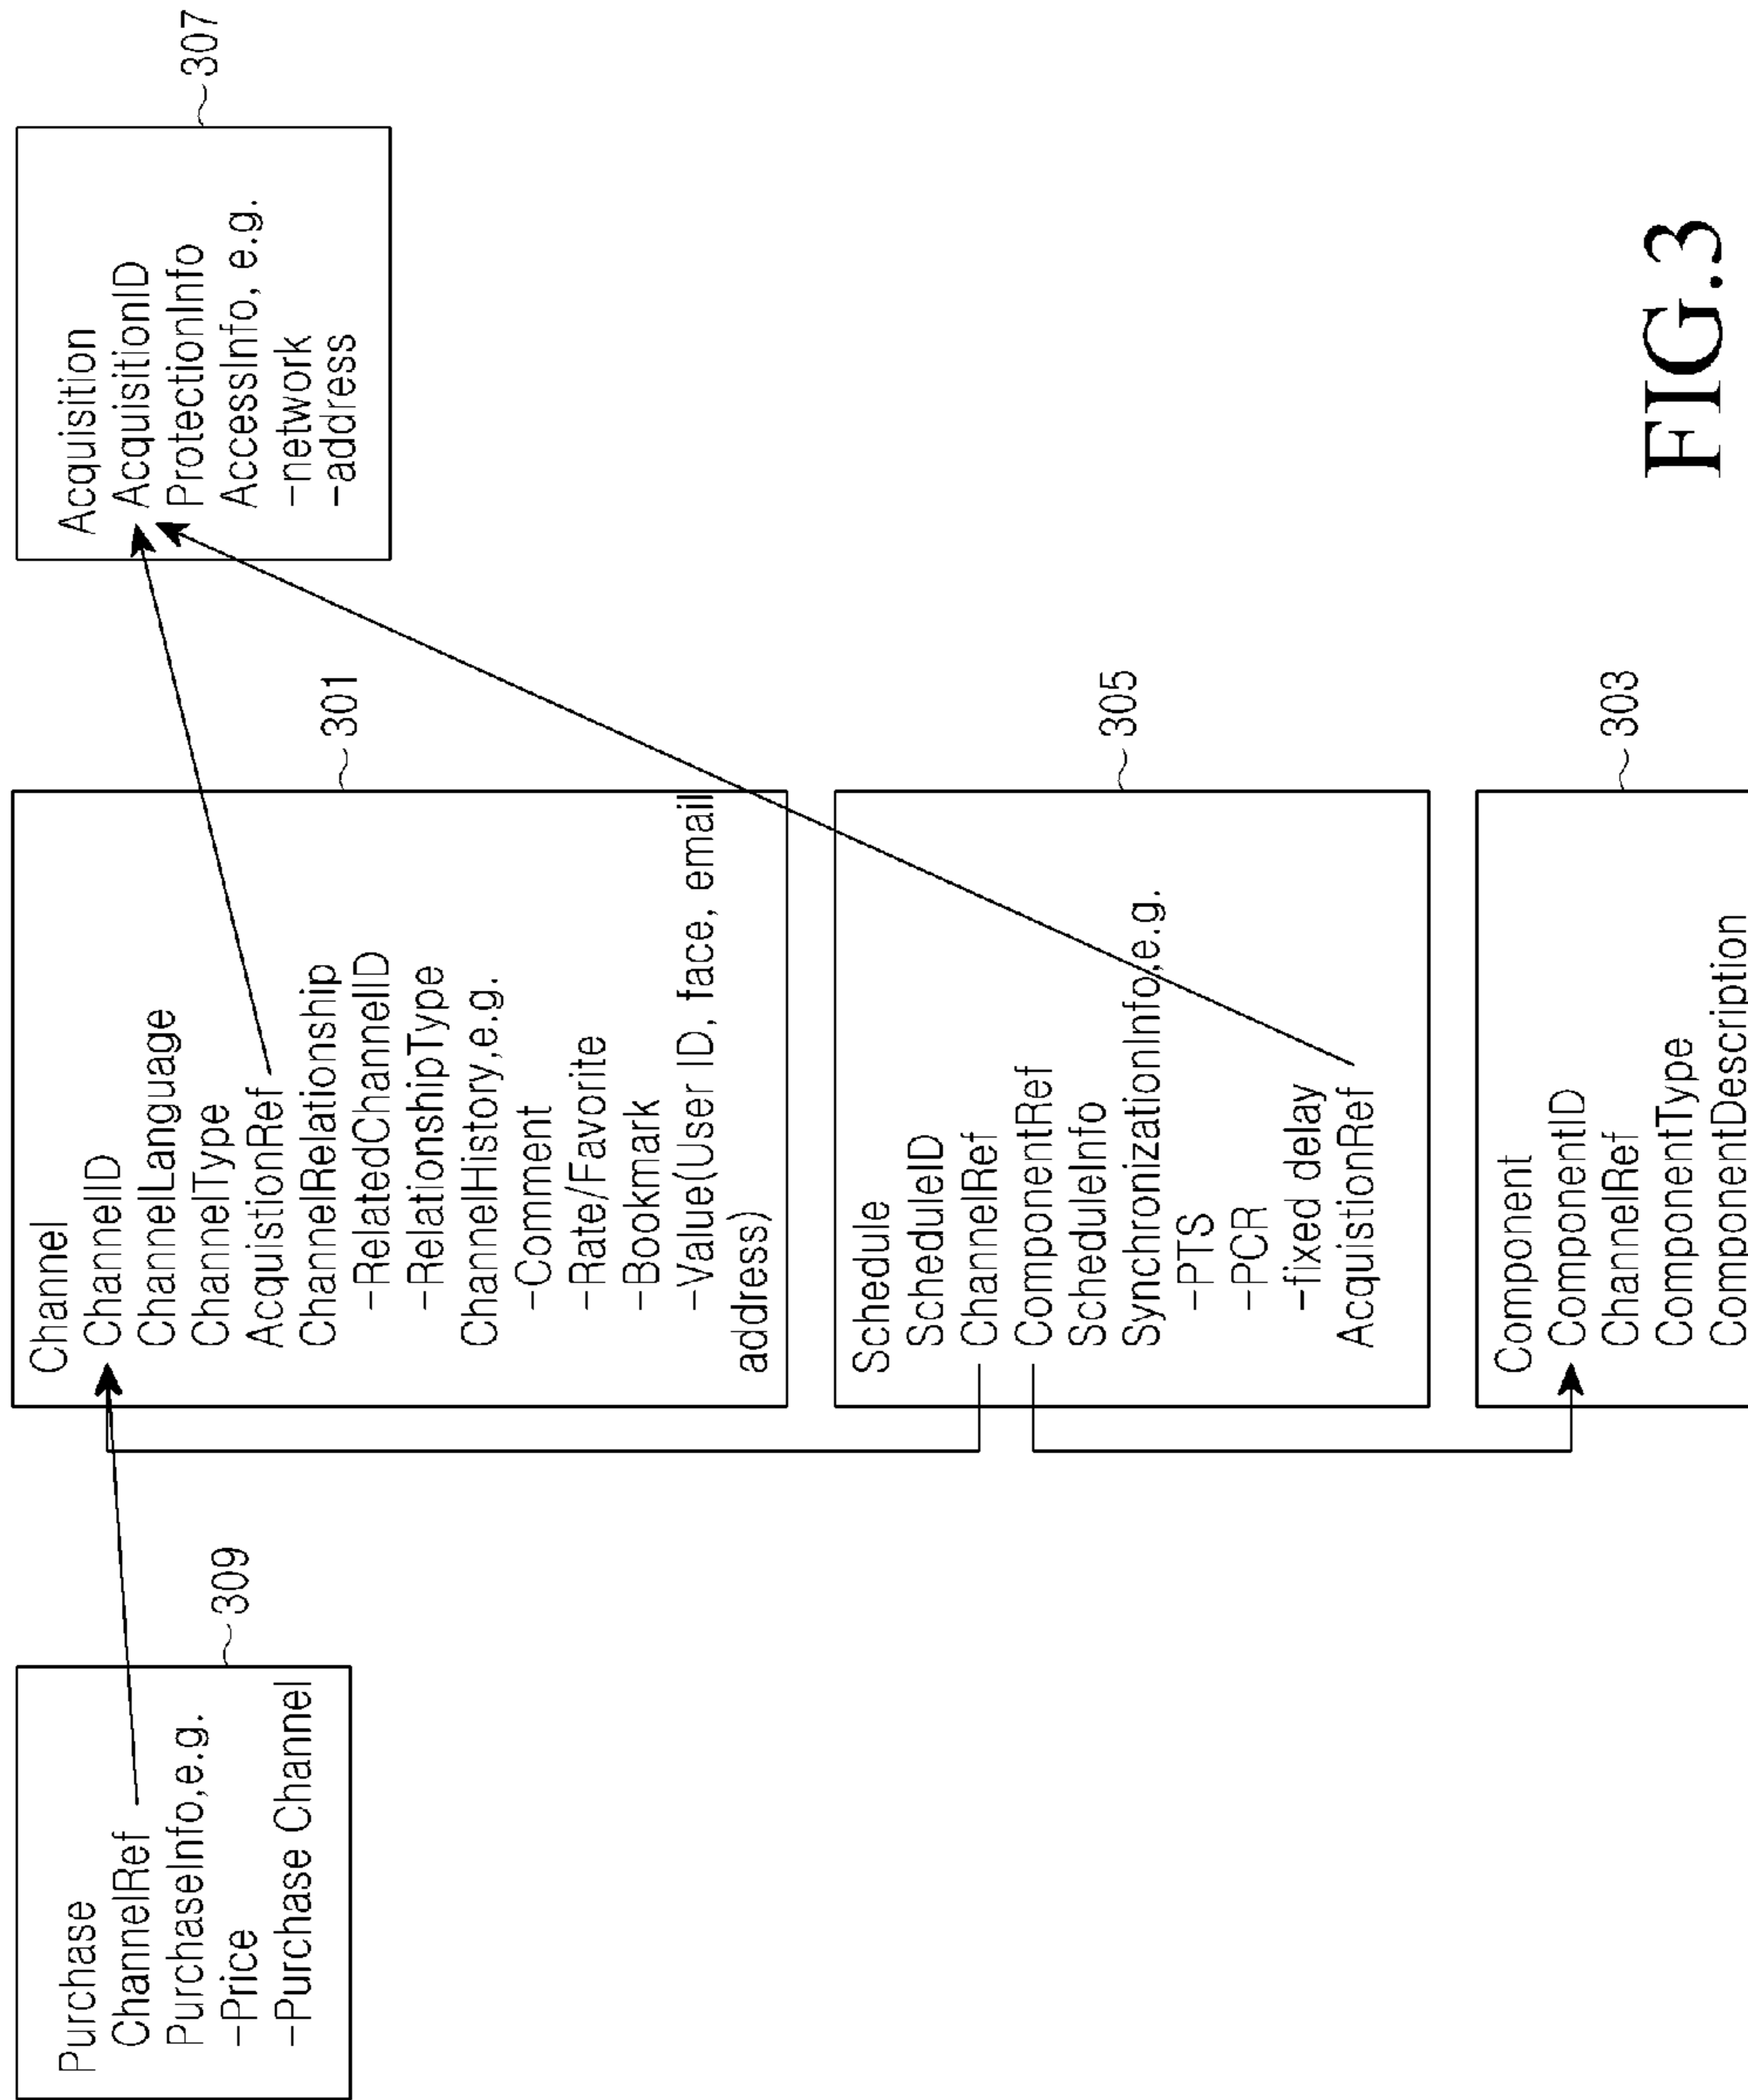 Purchase
ChannelRef
PurchaseInfo,e.g.
-Price
-Purchase Channel
309
Channel
ChannelID
ChannelLanguage
ChannelType
AcquistionRef
ChannelRelationship
-RelatedChannelID
-RelationshipType
ChannelHistory,e.g.
-Comment
-Rate/Favorite
-Bookmark
-Value(User ID, face, email
address)
301
Acquisition
AcquisitionID
ProtectionInfo
AccessInfo, e.g.
-network
-address
307
Schedule
ScheduleID
ChannelRef
ComponentRef
ScheduleInfo
SynchronizationInfo,e.g.
-PTS
-PCR
-fixed delay
AcquistionRef
305
Component
ComponentID
ChannelRef
ComponentType
ComponentDescription
303
FIG.3